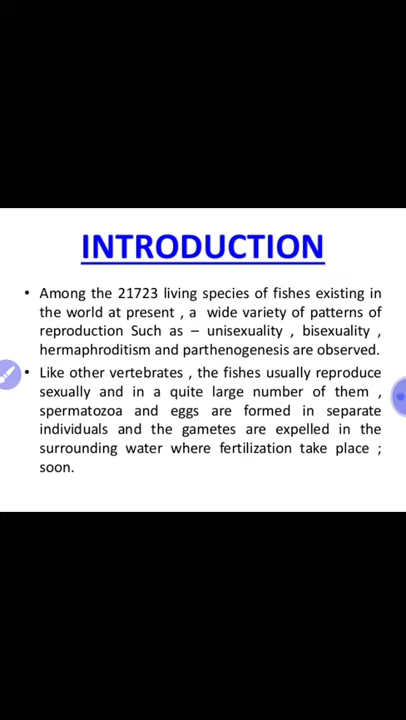 INTRODUCTION
• Among the 21723 living species of fishes existing in
the world at present , a wide variety of patterns of
reproduction Such as – unisexuality , bisexuality ,
hermaphroditism and parthenogenesis are observed.
• Like other vertebrates , the fishes usually reproduce
sexually and in a quite large number of them ,
spermatozoa and eggs are formed in separate
individuals and the gametes are expelled in the
surrounding water where fertilization take place ;
soon.